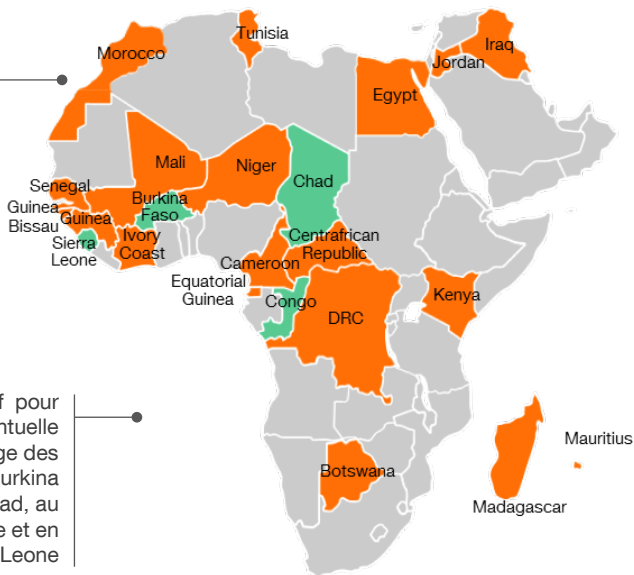 Tunisia
Iraq
Morocco
Jordan
Egypt
Mali
Niger
Chad
Senegal
Burkina
Faso
Guinea
Bissau
Guinea
Ivory
Coast
Sierra
Leone
Centrafrican
Republic
Cameroon
Equatorial
Guinea
Congo
DRC
Kenya
Botswana
Mauritius
Madagascar
pour
ntuelle
ge des
urkina
ad, au
e et en
Leone